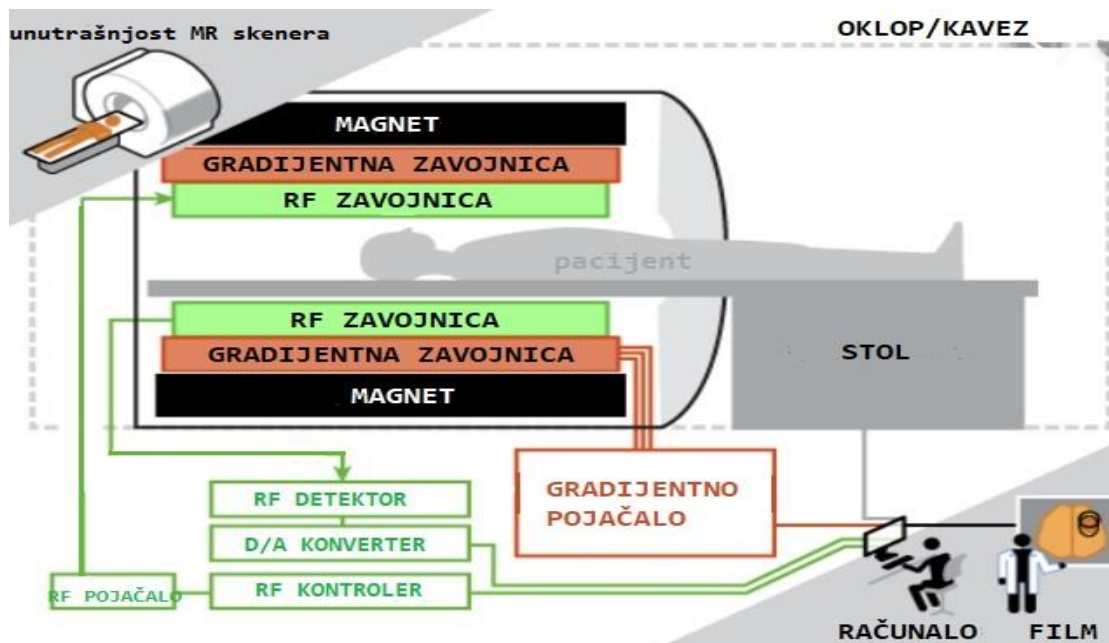 unutrašnjost MR skenera
OKLOP/KAVEZ
MAGNET
GRADIJENTNA ZAVOJNICA
RF ZAVOJNICA
pacijent
RF ZAVOJNICA
GRADIJENTNA ZAVOJNICA
STOL
MAGNET
GRADIJENTNO
POJAČALO
RF DETEKTOR
D/A KONVERTER
RF KONTROLER
RF POJAČALO
RAČUNALO
FILM